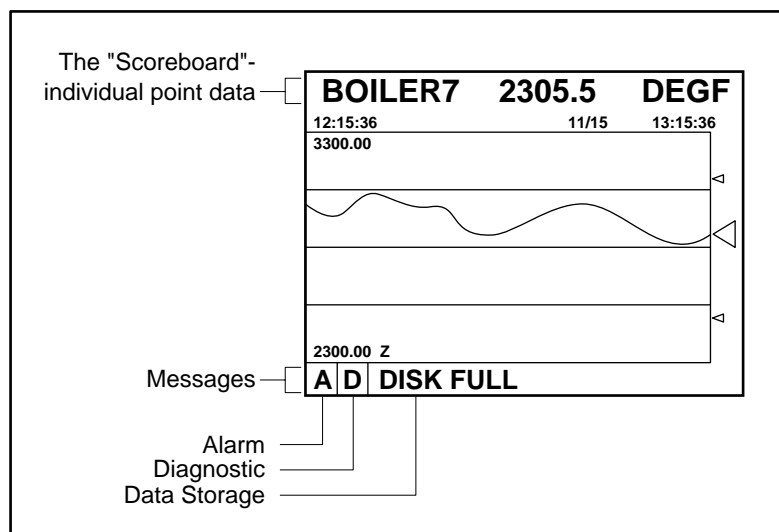 The "Scoreboard"-
individual point data
BOILER7 2305.5 DEGF
12:15:36 11/15 13:15:36
3300.00
2300.00 Z
Messages
A D DISK FULL
Alarm
Diagnostic
Data Storage